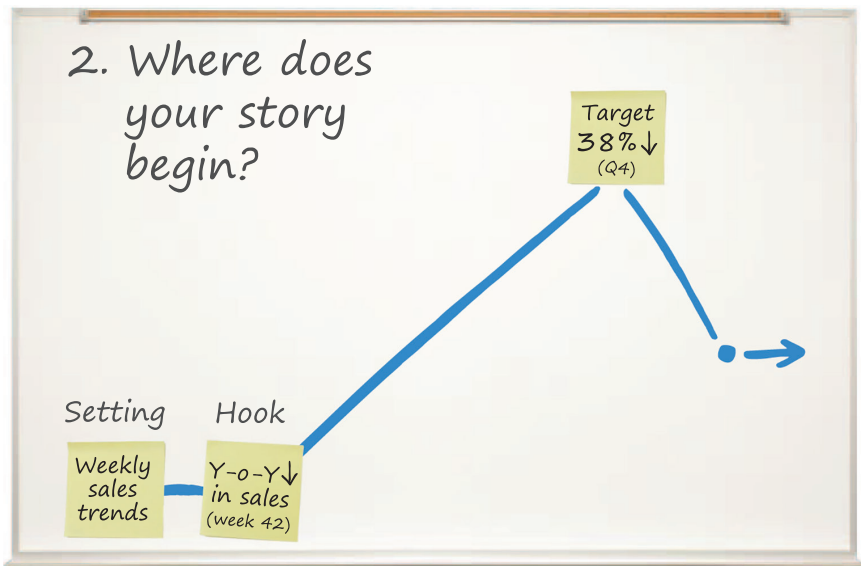 2. Where does
your story
begin?
Target
38%↓
(Q4)
Setting
Hook
Weekly
sales
trends
Y-o-Y↓
in sales
(week 42)